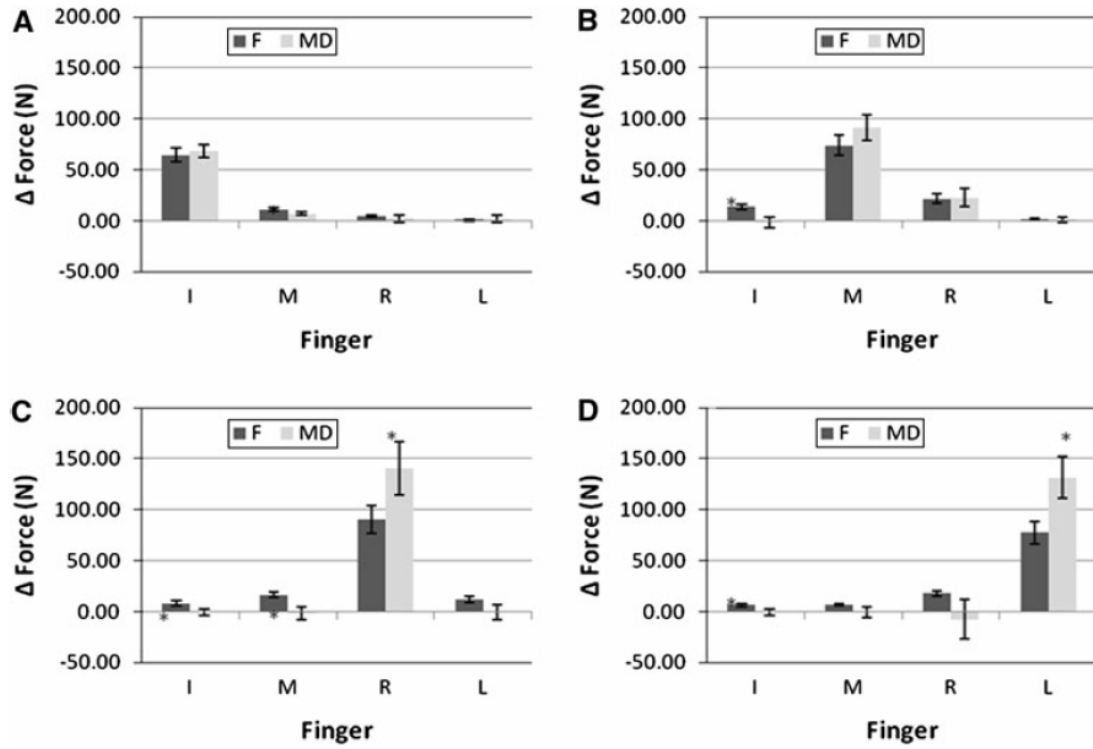 A
Δ Force (N)
200.00
150.00
100.00
50.00
0.00
-50.00
F MD
I M R L
Finger
B
Δ Force (N)
200.00
150.00
100.00
50.00
0.00
-50.00
F MD
* 
I M R L
Finger
C
Δ Force (N)
200.00
150.00
100.00
50.00
0.00
-50.00
F MD
* * *
I M R L
Finger
D
Δ Force (N)
200.00
150.00
100.00
50.00
0.00
-50.00
F MD
* *
I M R L
Finger